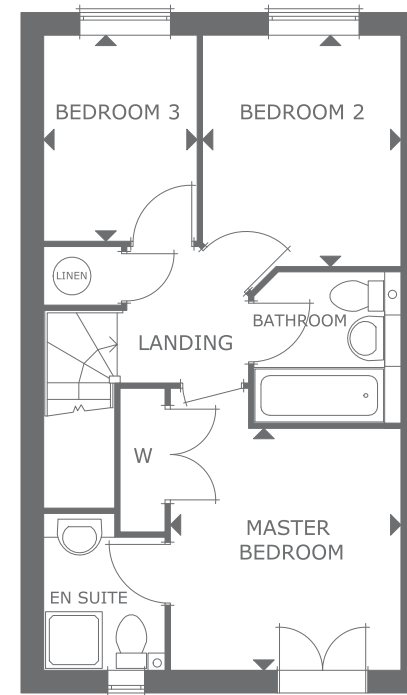 BEDROOM 3
BEDROOM 2
LINEN
BATHROOM
LANDING
W
MASTER
BEDROOM
EN SUITE